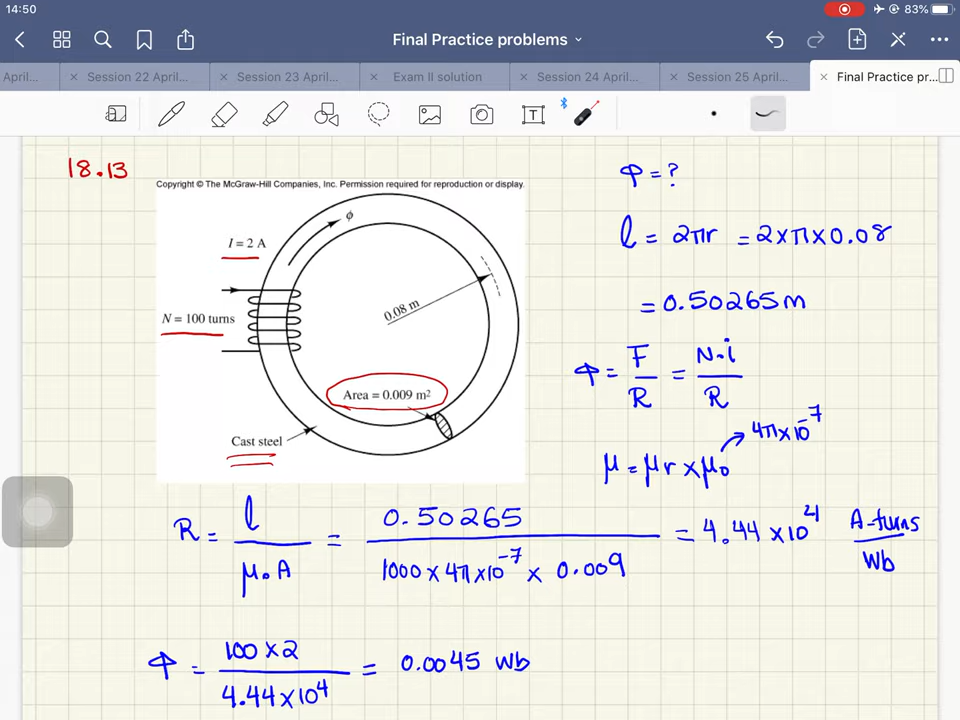 14:50
83%
Final Practice problems
April...
Session 22 April...
Session 23 April...
Exam II solution
Session 24 April...
Session 25 April...
Final Practice pr...
T
18.13
Copyright © The McGraw-Hill Companies, Inc. Permission required for reproduction or display.
ϕ
I = 2 A
0.08 m
N = 100 turns
Area = 0.009 m²
Cast steel
φ = ?
l = 2πr = 2×π×0.08
= 0.50265m
φ = F/R = N·i/R
μ = μr × μ₀ → 4π×10⁻⁷
R = l/μ.A = 0.50265/1000 × 4π×10⁻⁷ × 0.009 = 4.44 ×10⁴ A-turns/Wb
φ = 100 × 2/4.44×10⁴ = 0.0045 wb